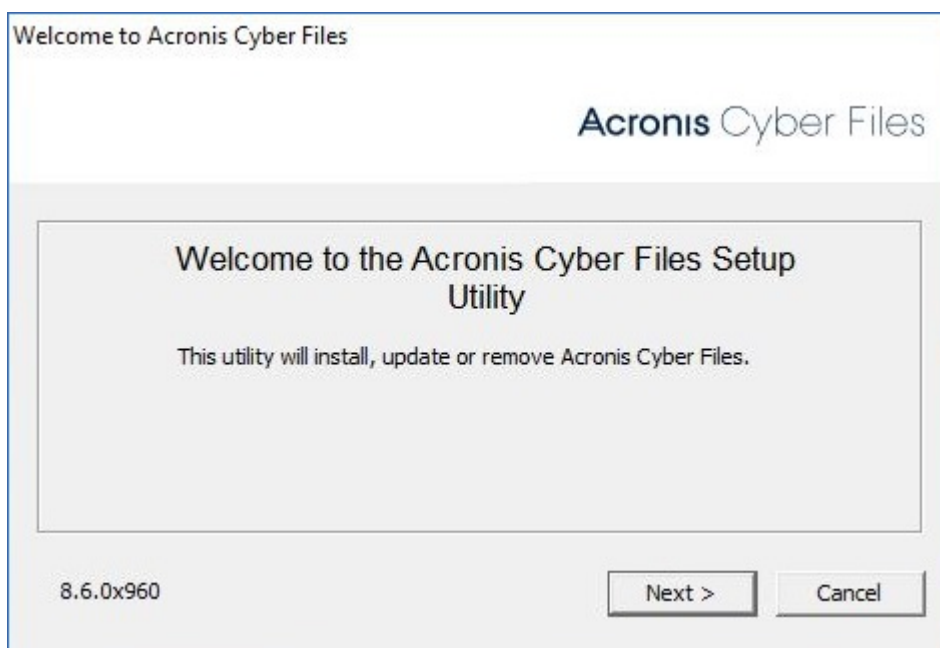 Welcome to Acronis Cyber Files
Acronis Cyber Files
Welcome to the Acronis Cyber Files Setup
Utility
This utility will install, update or remove Acronis Cyber Files.
8.6.0x960
Next >
Cancel